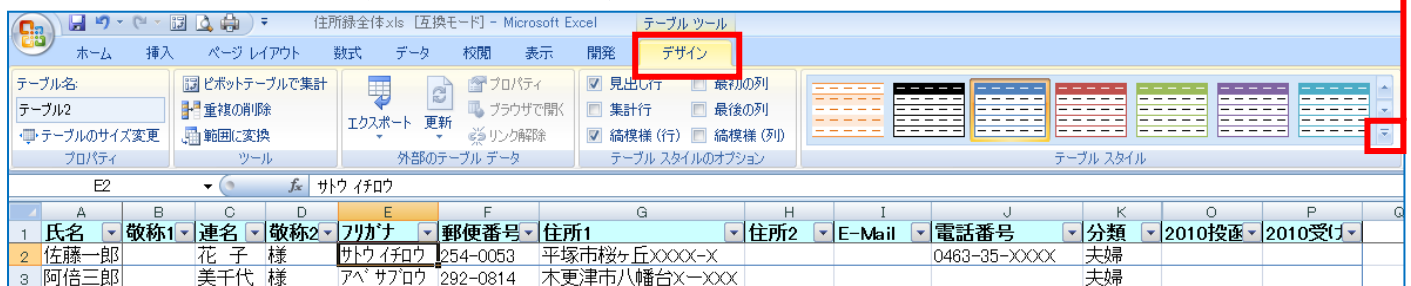 住所録全体.xls [互換モード] - Microsoft Excel テーブル ツール
ホーム 挿入 ページ レイアウト 数式 データ 校閲 表示 開発 デザイン
テーブル名: ピボットテーブルで集計 プロパティ 見出し行 最初の列
テーブル2 重複の削除 エクスポート 更新 ブラウザで開く 集計行 最後の列
テーブルのサイズ変更 範囲に変換 リンク解除 縞模様 (行) 縞模様 (列)
プロパティ ツール 外部のテーブル データ テーブル スタイルのオプション テーブル スタイル
E2 fx サトウ イチロウ
A B C D E F G H I J K O P Q
1 氏名 敬称1 連名 敬称2 フリガナ 郵便番号 住所1 住所2 E-Mail 電話番号 分類 2010投函 2010受け
2 佐藤一郎 花 子 様 サトウ イチロウ 254-0053 平塚市桜ヶ丘XXXX-X 0463-35-XXXX 夫婦
3 阿倍三郎 美千代 様 アベ サブロウ 292-0814 木更津市八幡台X-XXX 夫婦